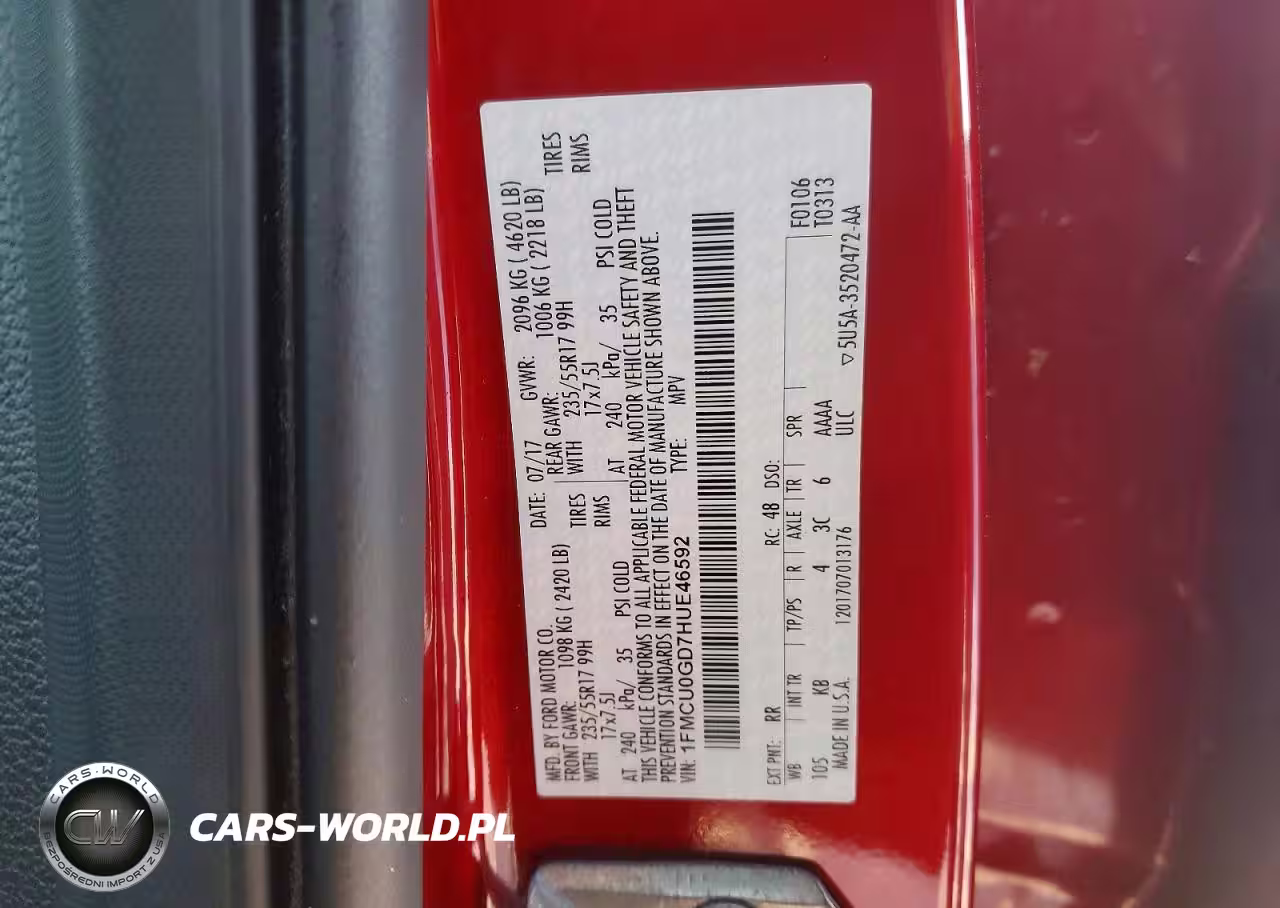 MFD. BY FORD MOTOR CO.
DATE: 07/17 GVWR: 2096 KG ( 4620 LB)
FRONT GAWR: 1098 KG ( 2420 LB) REAR GAWR: 1006 KG ( 2218 LB)
WITH 235/55R17 99H TIRES WITH 235/55R17 99H TIRES
17x7.5J RIMS 17x7.5J RIMS
AT 240 kPa/ 35 PSI COLD AT 240 kPa/ 35 PSI COLD
THIS VEHICLE CONFORMS TO ALL APPLICABLE FEDERAL MOTOR VEHICLE SAFETY AND THEFT
PREVENTION STANDARDS IN EFFECT ON THE DATE OF MANUFACTURE SHOWN ABOVE.
VIN: 1FMCU0GD7HUE46592 TYPE: MPV
EXT PNT: RR RC: 48 DSO: F0106
WB INT TR TP/PS R AXLE TR SPR T0313
105 KB 4 3C 6 AAAA
MADE IN U.S.A. 1201707013176 ULC ▽ 5U5A-3520472-AA
CARS-WORLD
CW
BEZPOŚREDNI IMPORT Z USA
CARS-WORLD.PL